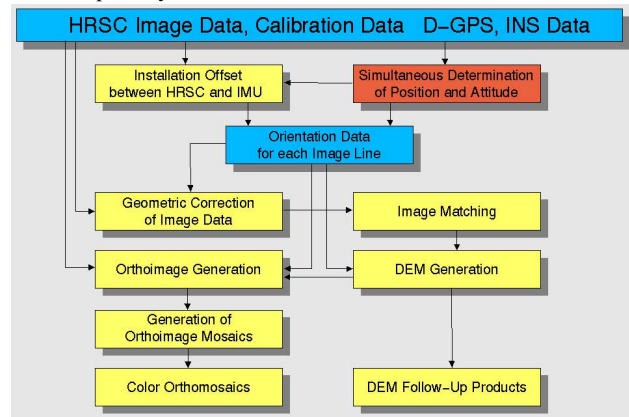 HRSC Image Data, Calibration Data D-GPS, INS Data
Installation Offset
between HRSC and IMU
Simultaneous Determination
of Position and Attitude
Orientation Data
for each Image Line
Geometric Correction
of Image Data
Image Matching
Orthoimage Generation
DEM Generation
Generation of
Orthoimage Mosaics
Color Orthomosaics
DEM Follow-Up Products